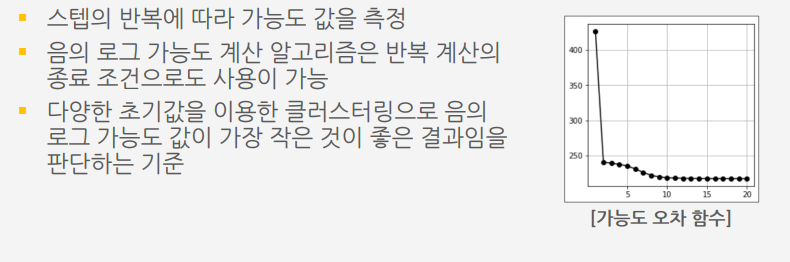 스텝의 반복에 따라 가능도 값을 측정
음의 로그 가능도 계산 알고리즘은 반복 계산의
종료 조건으로도 사용이 가능
다양한 초기값을 이용한 클러스터링으로 음의
로그 가능도 값이 가장 작은 것이 좋은 결과임을
판단하는 기준
400
350
300
250
5 10 15 20
[가능도 오차 함수]